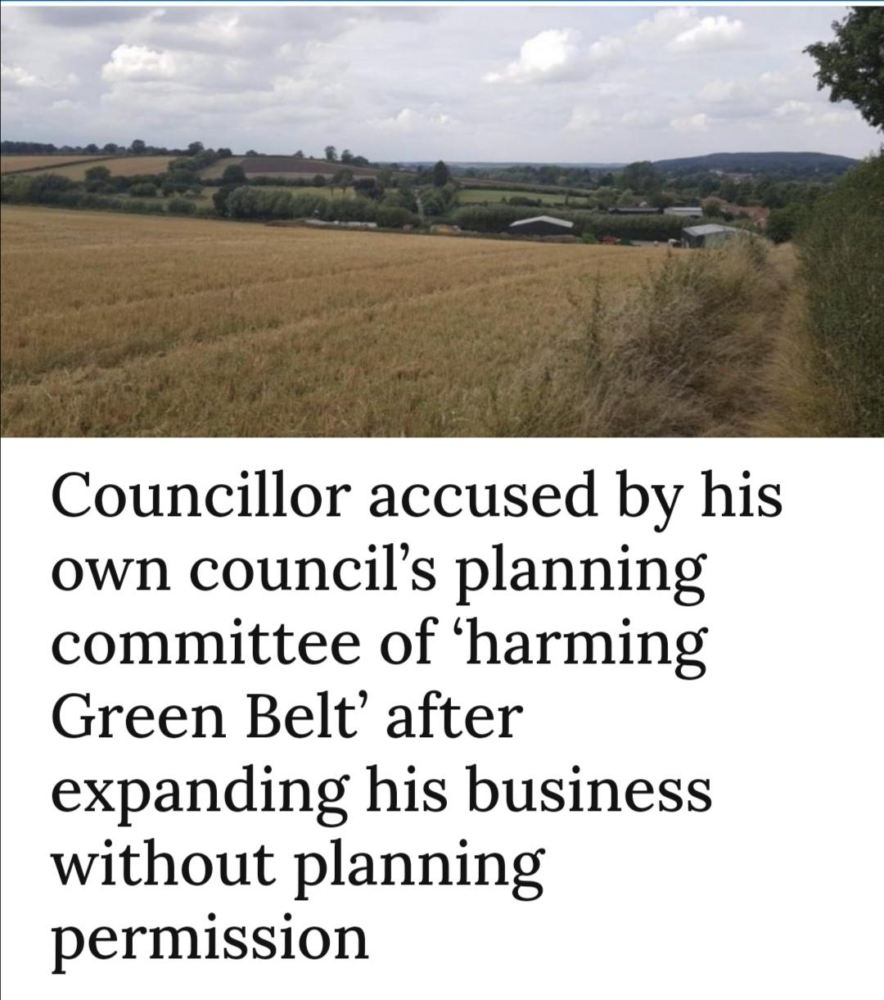 Councillor accused by his
own council’s planning
committee of ‘harming
Green Belt’ after
expanding his business
without planning
permission